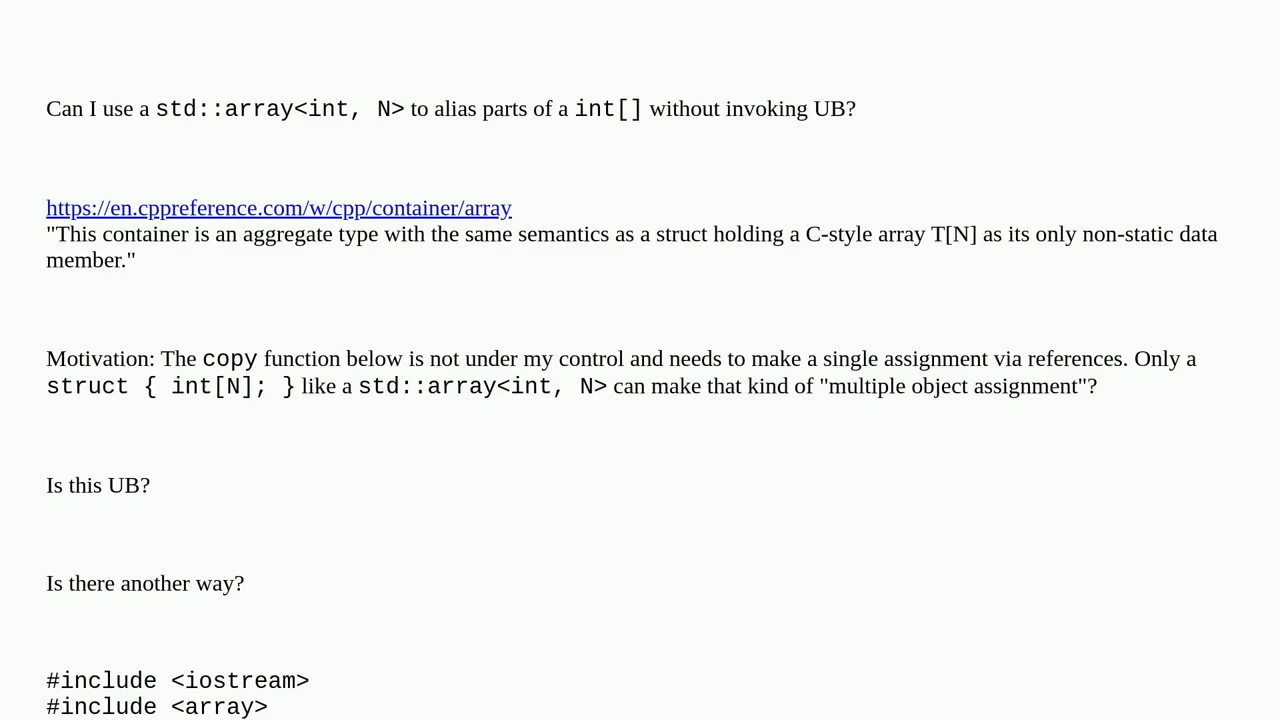 Can I use a std::array<int, N> to alias parts of a int[] without invoking UB?
https://en.cppreference.com/w/cpp/container/array
"This container is an aggregate type with the same semantics as a struct holding a C-style array T[N] as its only non-static data
member."
Motivation: The copy function below is not under my control and needs to make a single assignment via references. Only a
struct { int[N]; } like a std::array<int, N> can make that kind of "multiple object assignment"?
Is this UB?
Is there another way?
#include <iostream>
#include <array>